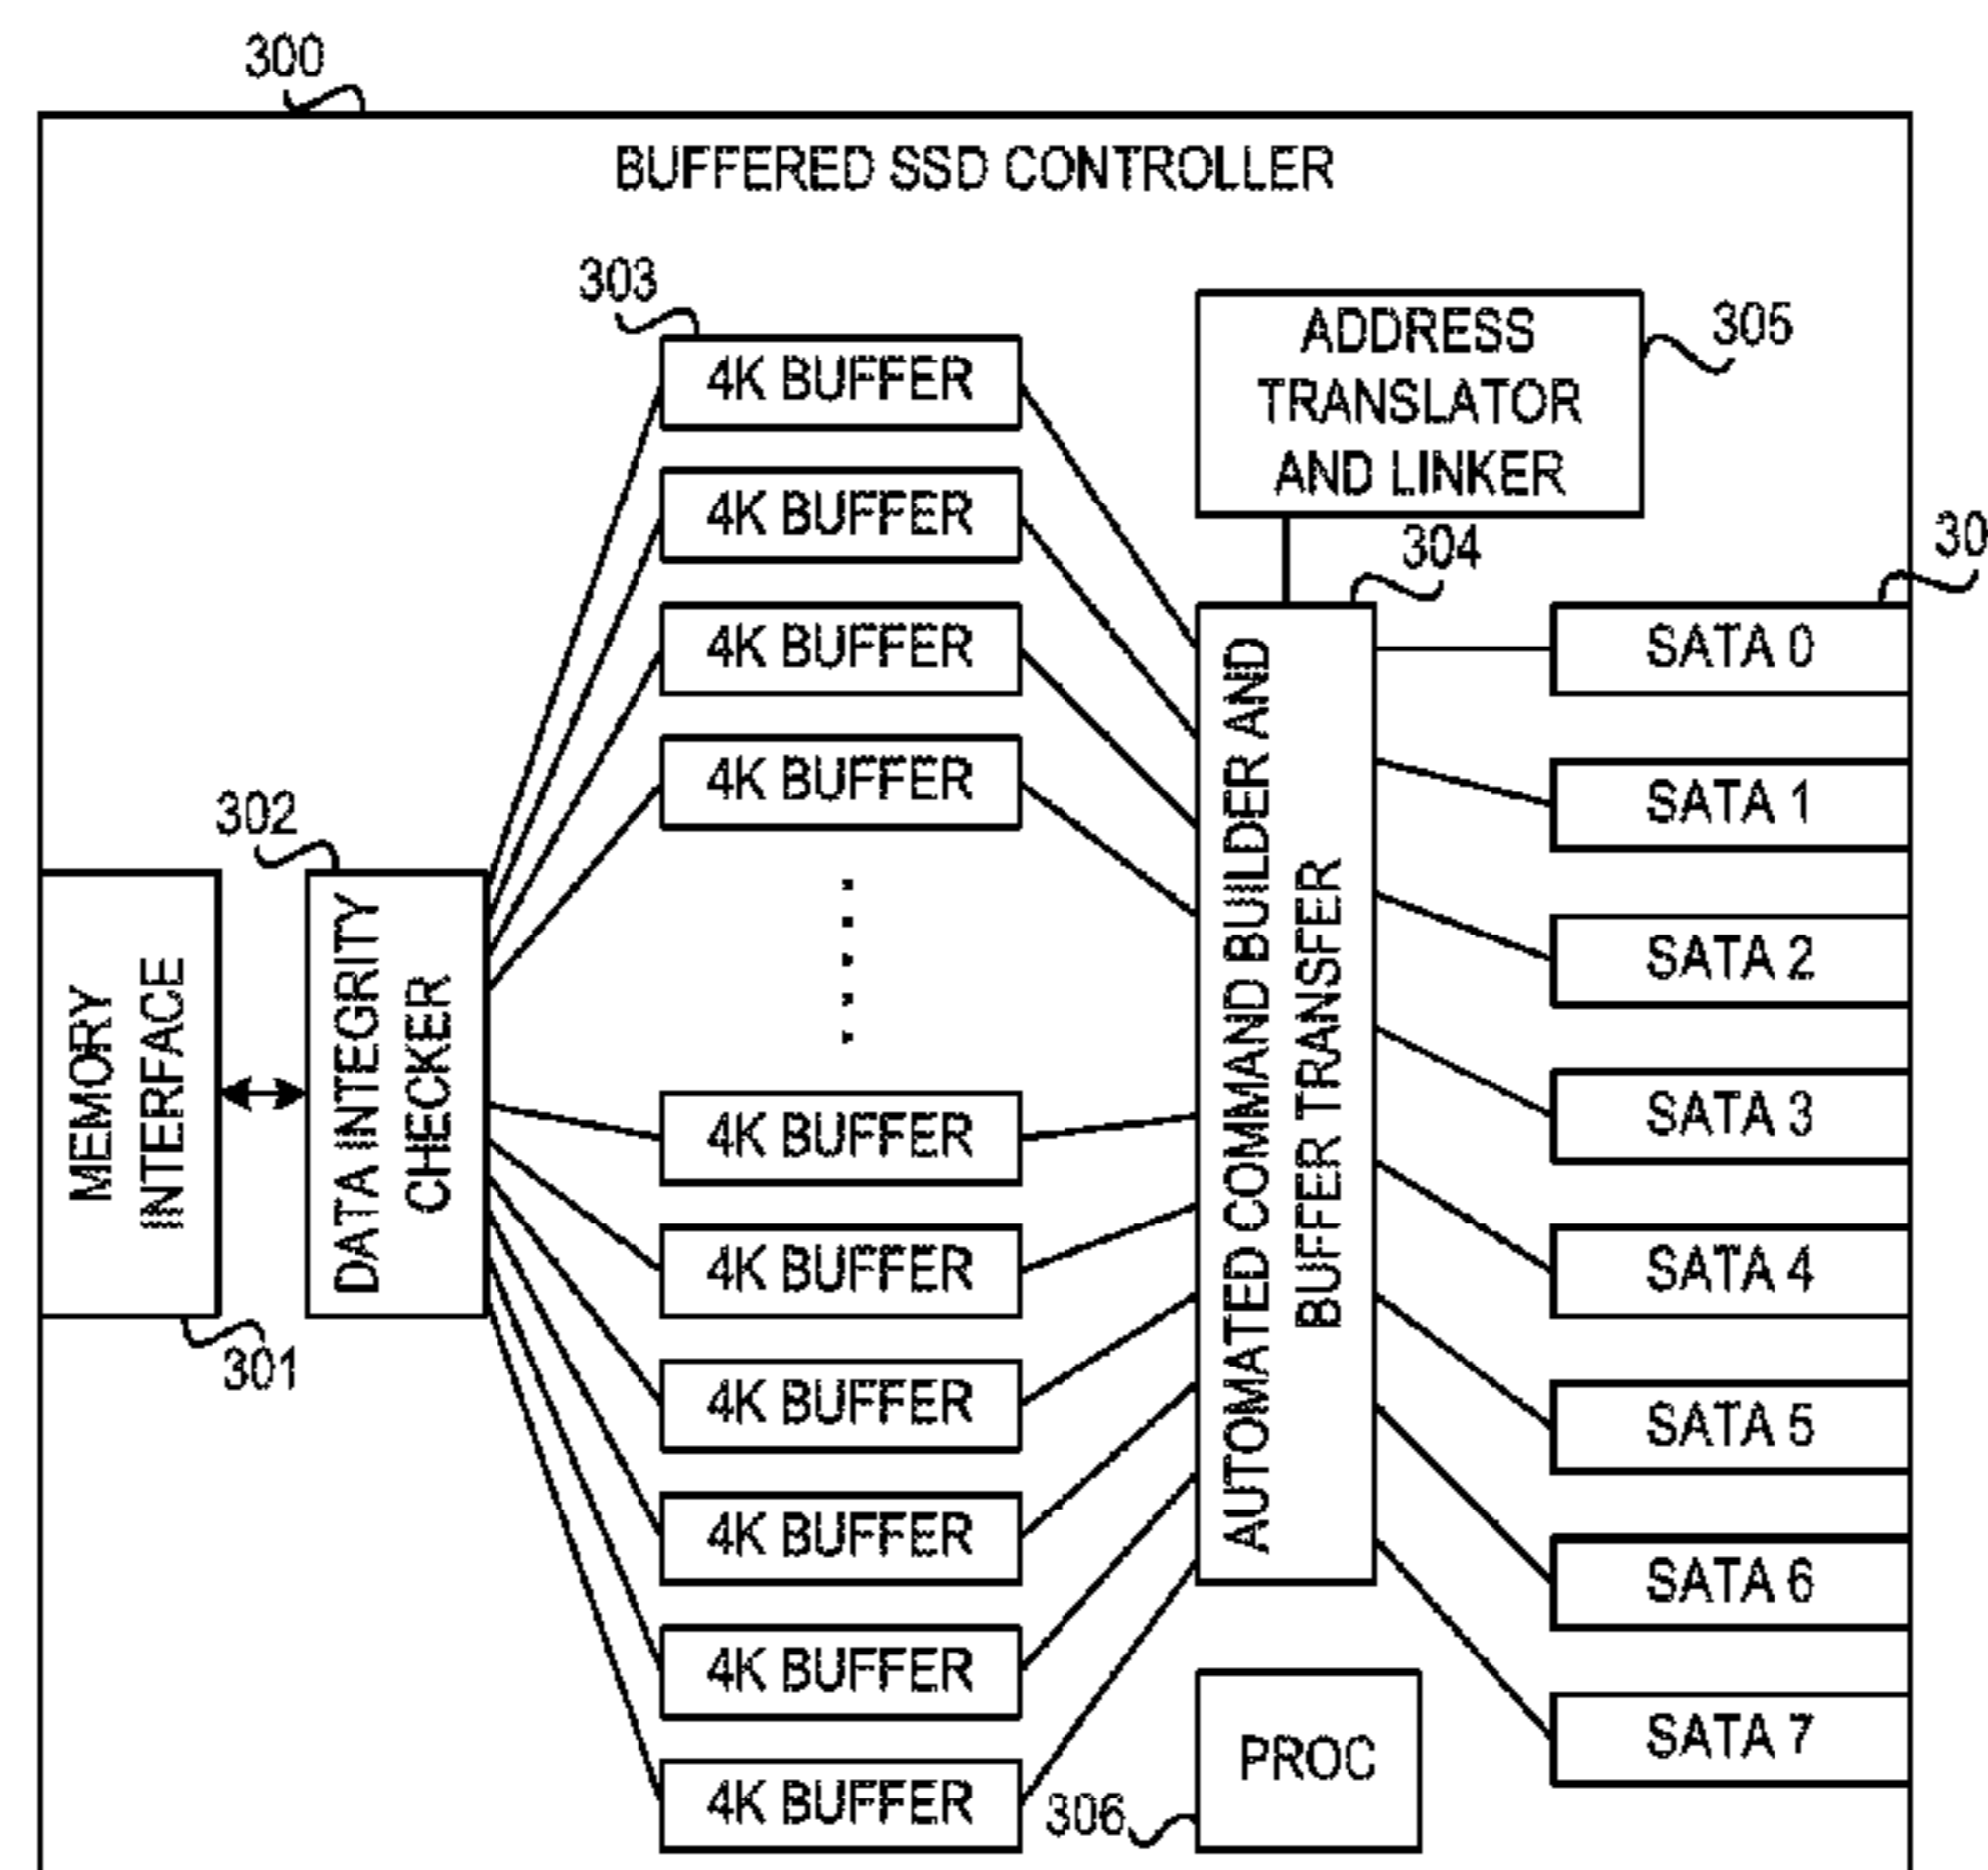 300
BUFFERED SSD CONTROLLER
303
4K BUFFER
4K BUFFER
4K BUFFER
4K BUFFER
4K BUFFER
4K BUFFER
4K BUFFER
4K BUFFER
4K BUFFER
4K BUFFER
ADDRESS
TRANSLATOR
AND LINKER
305
304
30
302
MEMORY
INTERFACE
301
DATA INTEGRITY
CHECKER
AUTOMATED COMMAND BUILDER AND
BUFFER TRANSFER
SATA 0
SATA 1
SATA 2
SATA 3
SATA 4
SATA 5
SATA 6
SATA 7
PROC
306